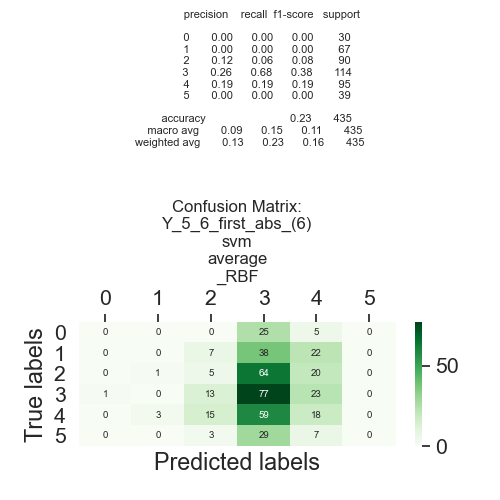 precision recall f1-score support
0 0.00 0.00 0.00 30
1 0.00 0.00 0.00 67
2 0.12 0.06 0.08 90
3 0.26 0.68 0.38 114
4 0.19 0.19 0.19 95
5 0.00 0.00 0.00 39
accuracy 0.23 435
macro avg 0.09 0.15 0.11 435
weighted avg 0.13 0.23 0.16 435
Confusion Matrix:
Y_5_6_first_abs_(6)
svm
average
_RBF
0 1 2 3 4 5
0 0 0 0 25 5 0
1 0 0 7 38 22 0
2 0 1 5 64 20 0
3 1 0 13 77 23 0
4 0 3 15 59 18 0
5 0 0 3 29 7 0
True labels
Predicted labels
50
0